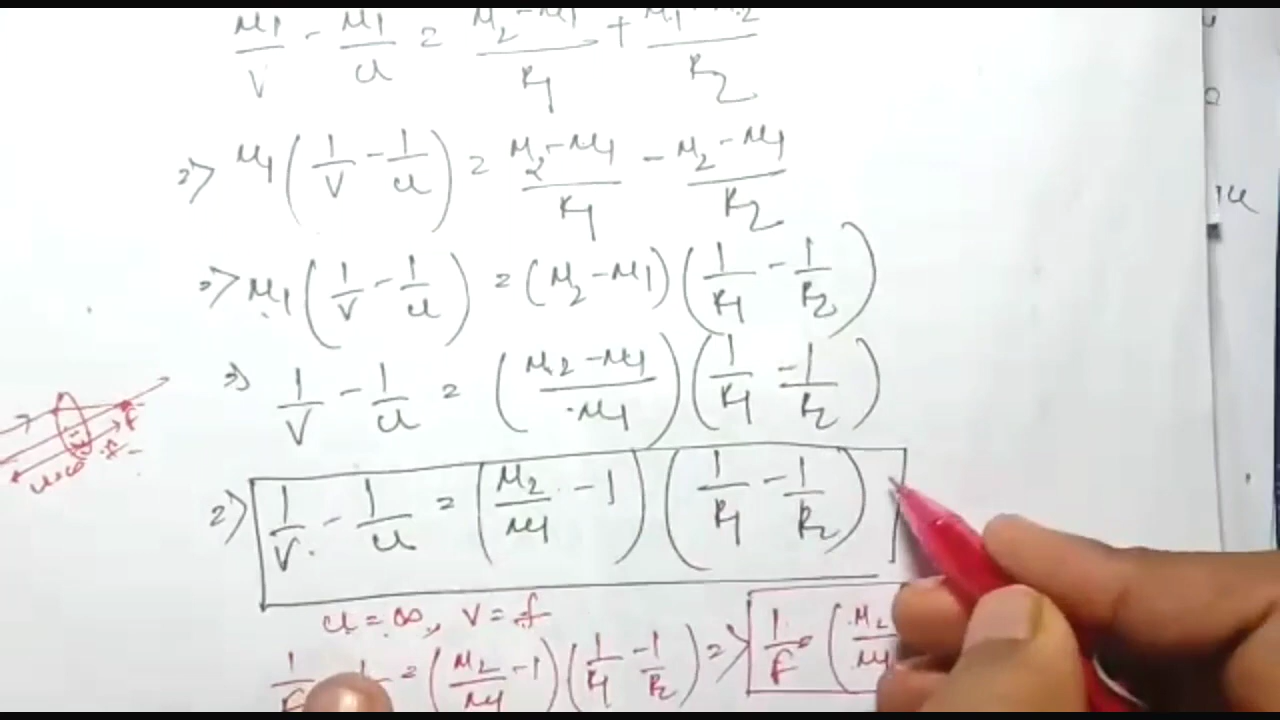 μ1/v - μ1/u = μ2-μ1/R1 + μ1-μ2/R2
=> μ1 (1/v - 1/u) = μ2-μ1/R1 - μ2-μ1/R2
=> μ1 (1/v - 1/u) = (μ2-μ1) (1/R1 - 1/R2)
=> 1/v - 1/u = (μ2-μ1/μ1) (1/R1 - 1/R2)
=> 1/v - 1/u = (μ2/μ1 - 1) (1/R1 - 1/R2)
u = ∞, v = f
= (μ2/μ1 - 1) (1/R1 - 1/R2) => 1/f = (μ2/μ1
f
u=∞
f